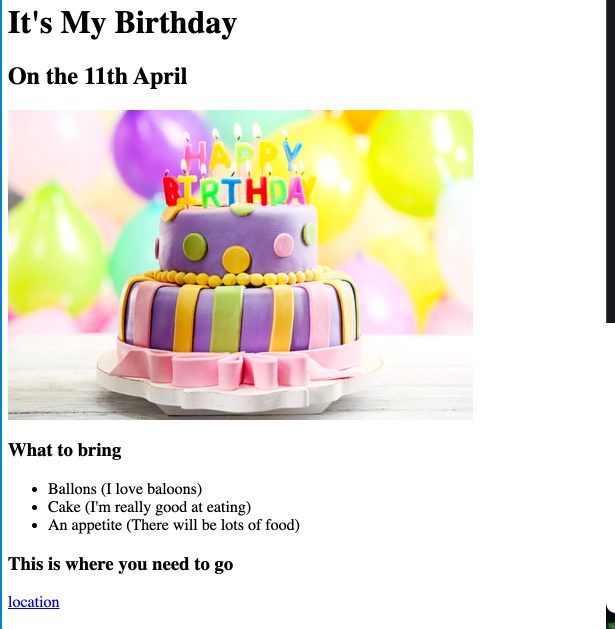 It's My Birthday
On the 11th April
HAPPY
BIRTHDAY
What to bring
Ballons (I love baloons)
Cake (I'm really good at eating)
An appetite (There will be lots of food)
This is where you need to go
location